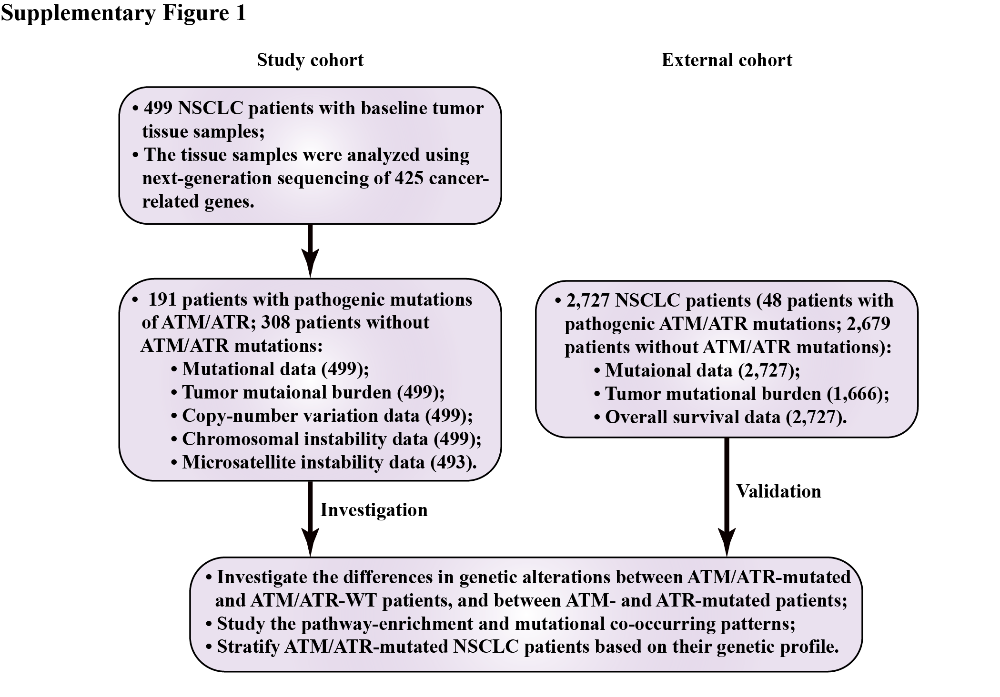 Supplementary Figure 1
Study cohort
• 499 NSCLC patients with baseline tumor
tissue samples;
• The tissue samples were analyzed using
next-generation sequencing of 425 cancer-
related genes.
• 191 patients with pathogenic mutations
of ATM/ATR; 308 patients without
ATM/ATR mutations:
• Mutational data (499);
• Tumor mutaional burden (499);
• Copy-number variation data (499);
• Chromosomal instability data (499);
• Microsatellite instability data (493).
Investigation
External cohort
• 2,727 NSCLC patients (48 patients with
pathogenic ATM/ATR mutations; 2,679
patients without ATM/ATR mutations):
• Mutaional data (2,727);
• Tumor mutational burden (1,666);
• Overall survival data (2,727).
Validation
• Investigate the differences in genetic alterations between ATM/ATR-mutated
and ATM/ATR-WT patients, and between ATM- and ATR-mutated patients;
• Study the pathway-enrichment and mutational co-occurring patterns;
• Stratify ATM/ATR-mutated NSCLC patients based on their genetic profile.